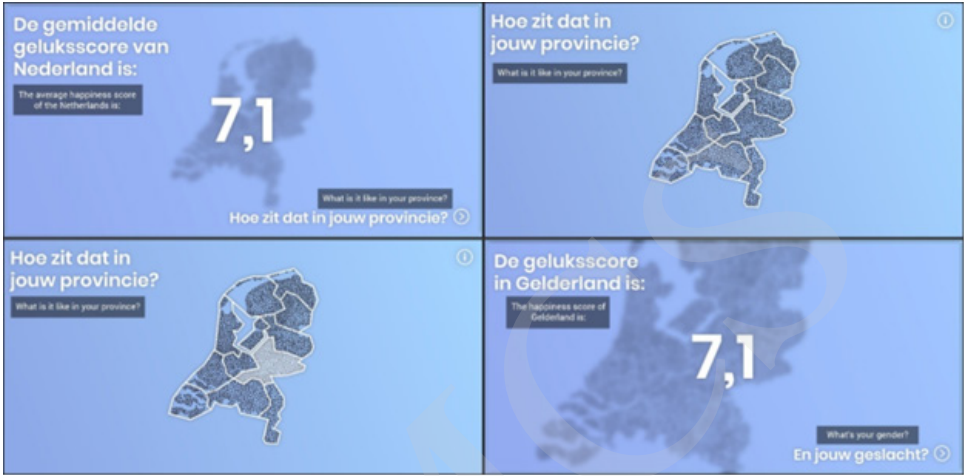 De gemiddelde
geluksscore van
Nederland is:
The average happiness score
of the Netherlands is:
7,1
What is it like in your province?
Hoe zit dat in jouw provincie?
Hoe zit dat in
jouw provincie?
What is it like in your province?
Hoe zit dat in
jouw provincie?
What is it like in your province?
De geluksscore
in Gelderland is:
The happiness score of
Gelderland is:
7,1
What's your gender?
En jouw geslacht?